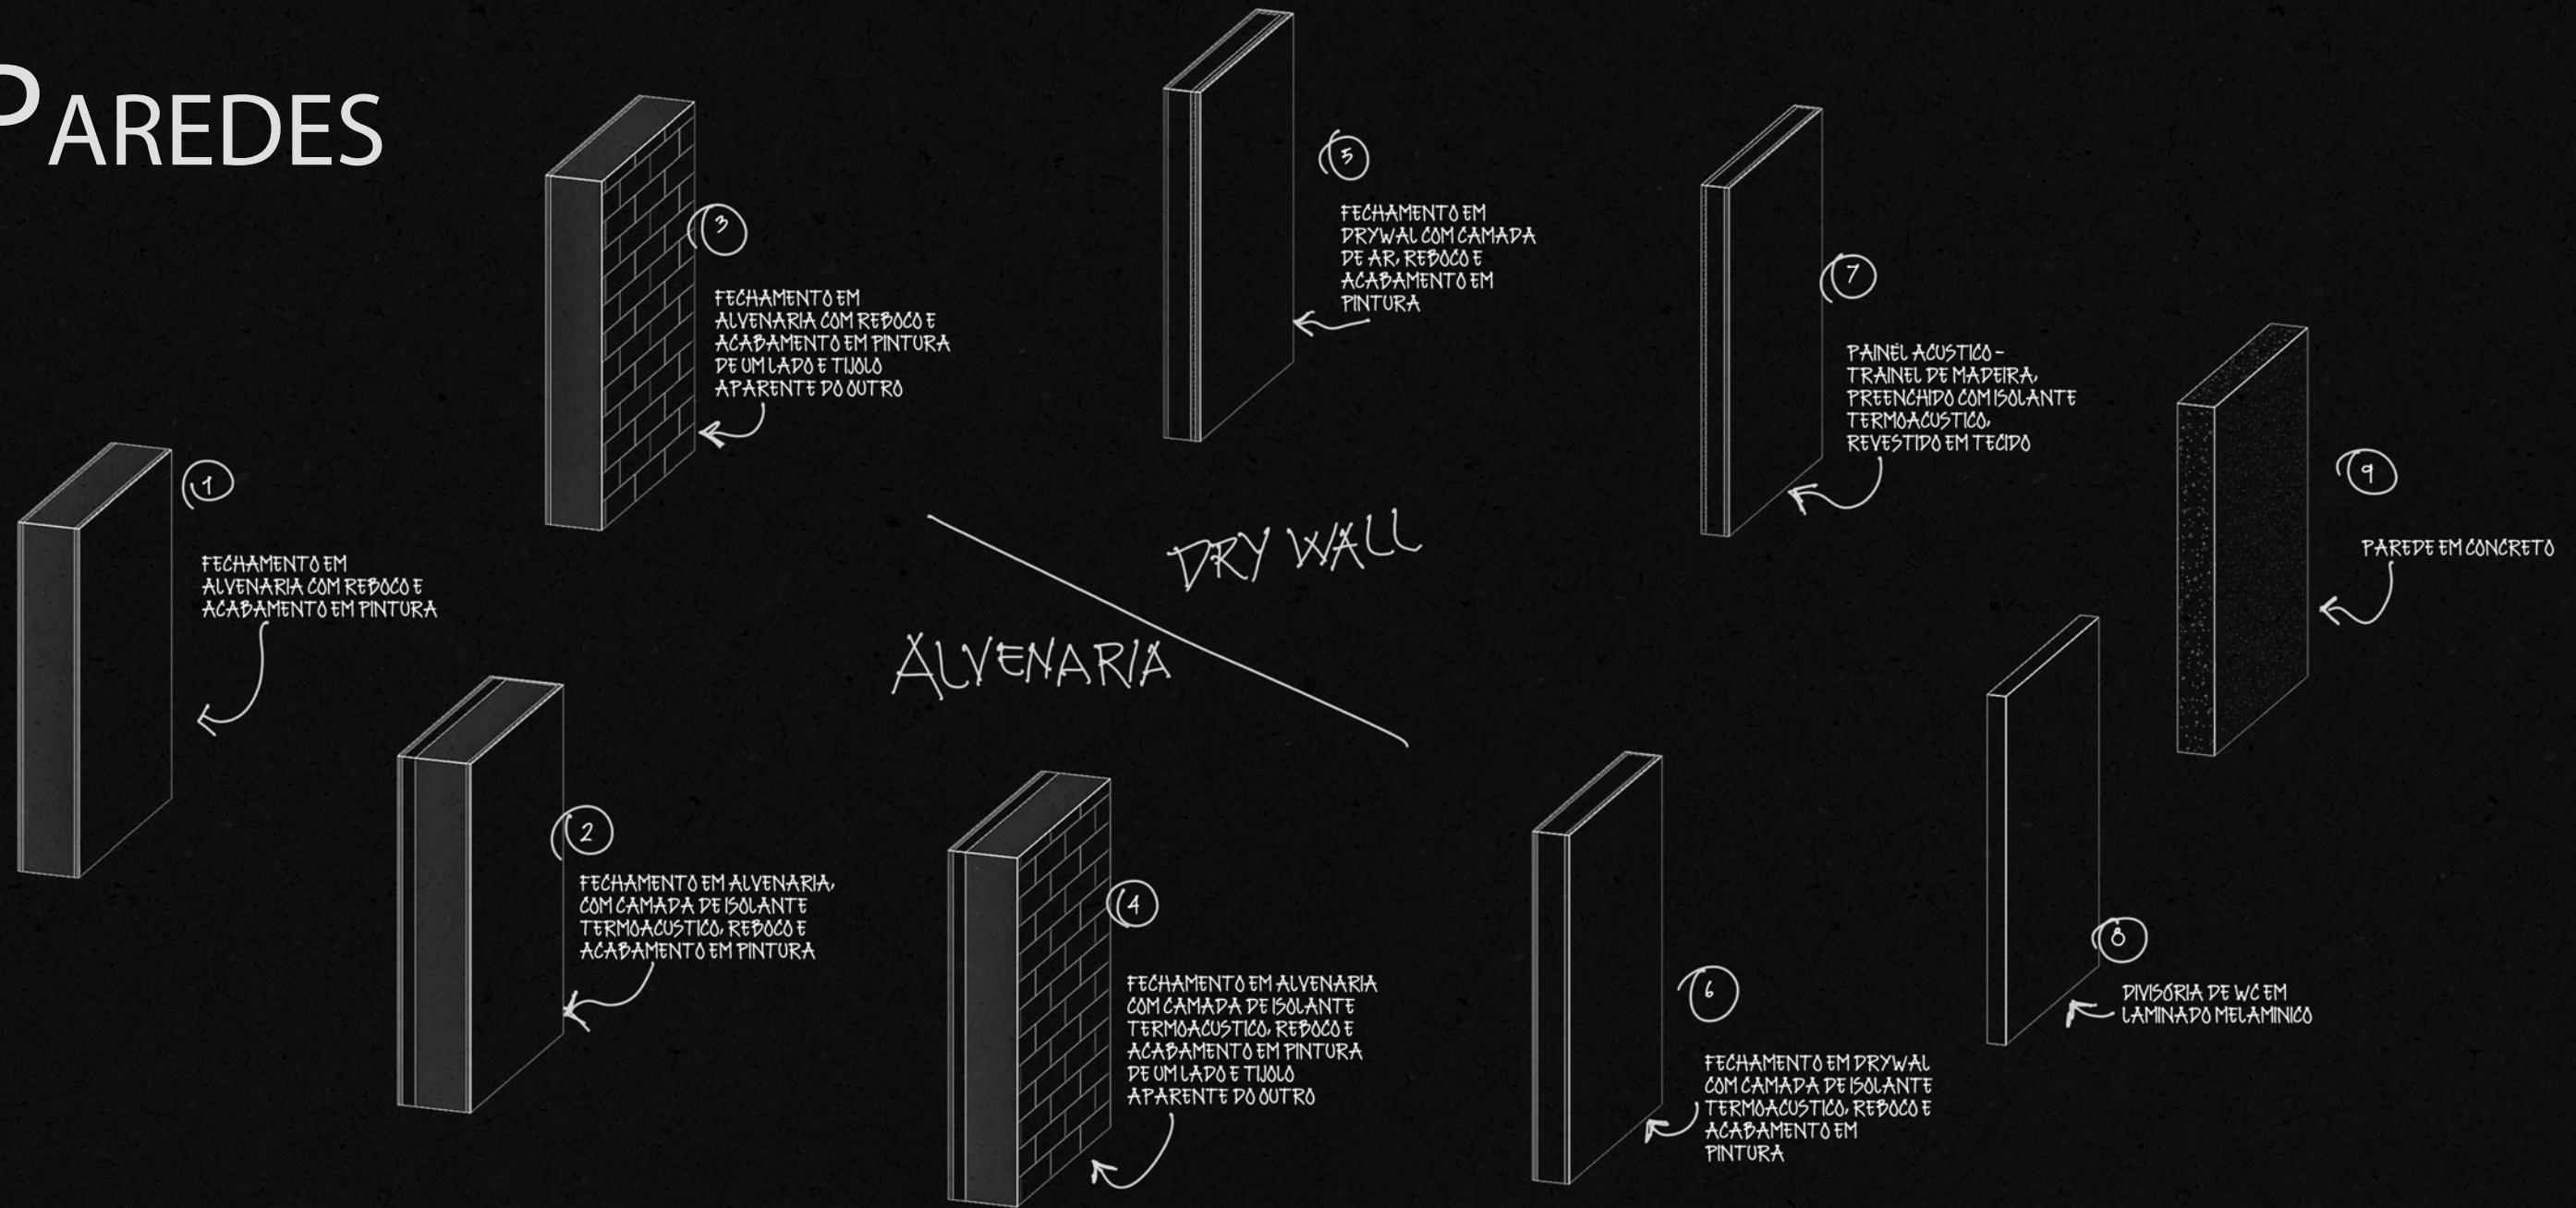 PAREDES
1
FECHAMENTO EM
ALVENARIA COM REBOCO E
ACABAMENTO EM PINTURA
2
FECHAMENTO EM ALVENARIA,
COM CAMADA DE ISOLANTE
TERMOACUSTICO, REBOCO E
ACABAMENTO EM PINTURA
3
FECHAMENTO EM
ALVENARIA COM REBOCO E
ACABAMENTO EM PINTURA
DE UM LADO E TIJOLO
APARENTE DO OUTRO
4
FECHAMENTO EM ALVENARIA
COM CAMADA DE ISOLANTE
TERMOACUSTICO, REBOCO E
ACABAMENTO EM PINTURA
DE UM LADO E TIJOLO
APARENTE DO OUTRO
ALVENARIA
DRY WALL
5
FECHAMENTO EM
DRYWAL COM CAMADA
DE AR, REBOCO E
ACABAMENTO EM
PINTURA
6
FECHAMENTO EM DRYWAL
COM CAMADA DE ISOLANTE
TERMOACUSTICO, REBOCO E
ACABAMENTO EM
PINTURA
7
PAINÉL ACUSTICO -
TRAINEL DE MADEIRA,
PREENCHIDO COM ISOLANTE
TERMOACUSTICO,
REVESTIDO EM TECIDO
8
DIVISÓRIA DE WC EM
LAMINADO MELAMINICO
9
PAREDE EM CONCRETO